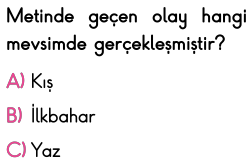 Metinde geçen olay hangi
mevsimde gerçekleşmiştir?
A) Kış
B) İlkbahar
C) Yaz